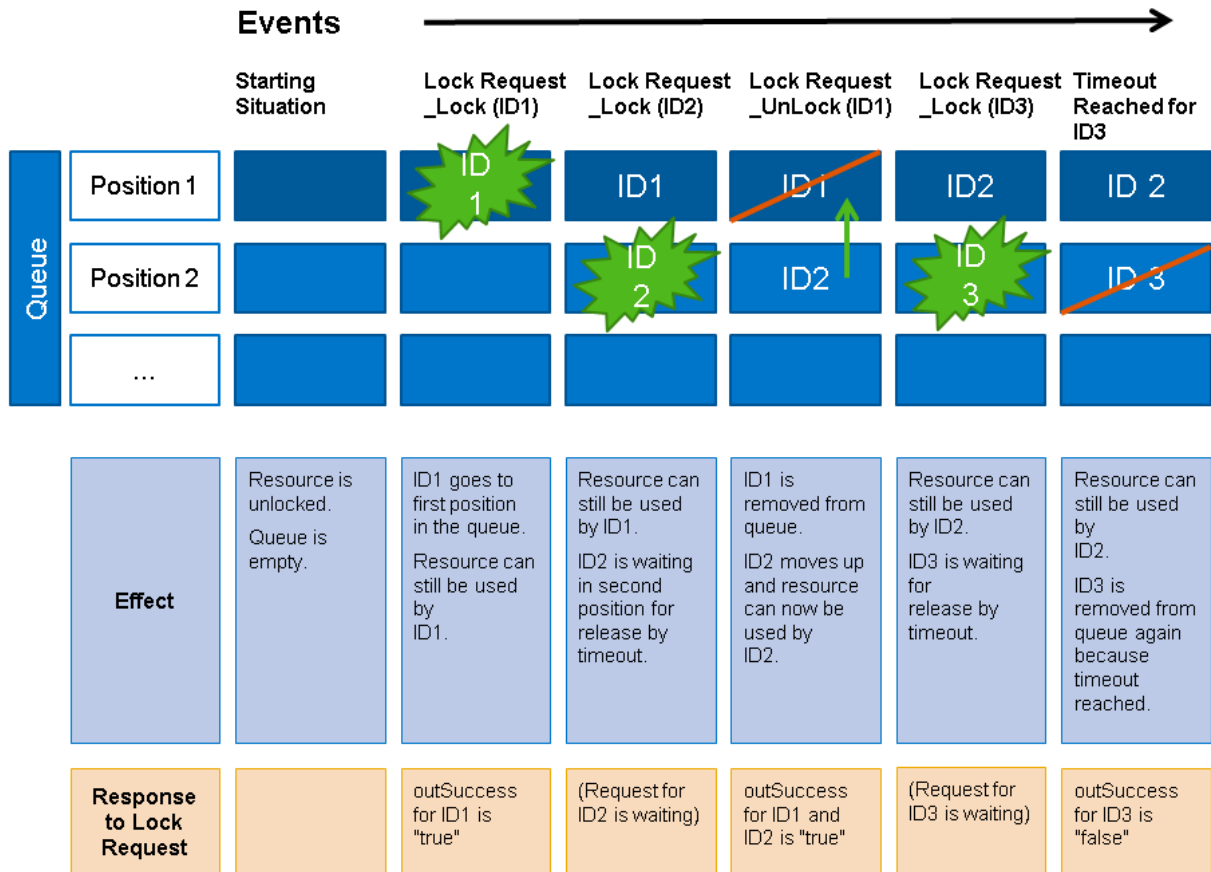 Events
Starting
Situation
Lock Request
_Lock (ID1)
Lock Request
_Lock (ID2)
Lock Request
_UnLock (ID1)
Lock Request
_Lock (ID3)
Timeout
Reached for
ID3
Queue
Position 1
ID
1
ID1
ID1
ID2
ID 2
Position 2
ID
2
ID2
ID
3
ID 3
...
Effect
Resource is
unlocked.
Queue is
empty.
ID1 goes to
first position
in the queue.
Resource can
still be used
by
ID1.
Resource can
still be used
by ID1.
ID2 is waiting
in second
position for
release by
timeout.
ID1 is
removed from
queue.
ID2 moves up
and resource
can now be
used by
ID2.
Resource can
still be used
by ID2.
ID3 is waiting
for
release by
timeout.
Resource can
still be used
by
ID2.
ID3 is
removed from
queue again
because
timeout
reached.
Response
to Lock
Request
outSuccess
for ID1 is
"true"
(Request for
ID2 is waiting)
outSuccess
for ID1 and
ID2 is "true"
(Request for
ID3 is waiting)
outSuccess
for ID3 is
"false"